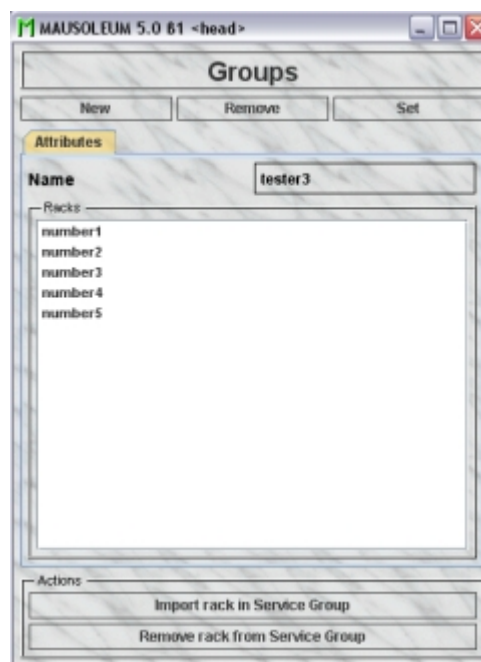 MAUSOLEUM 5.0 ß1 <head>
Groups
New Remove Set
Attributes
Name tester3
Racks
number1
number2
number3
number4
number5
Actions
Import rack in Service Group
Remove rack from Service Group